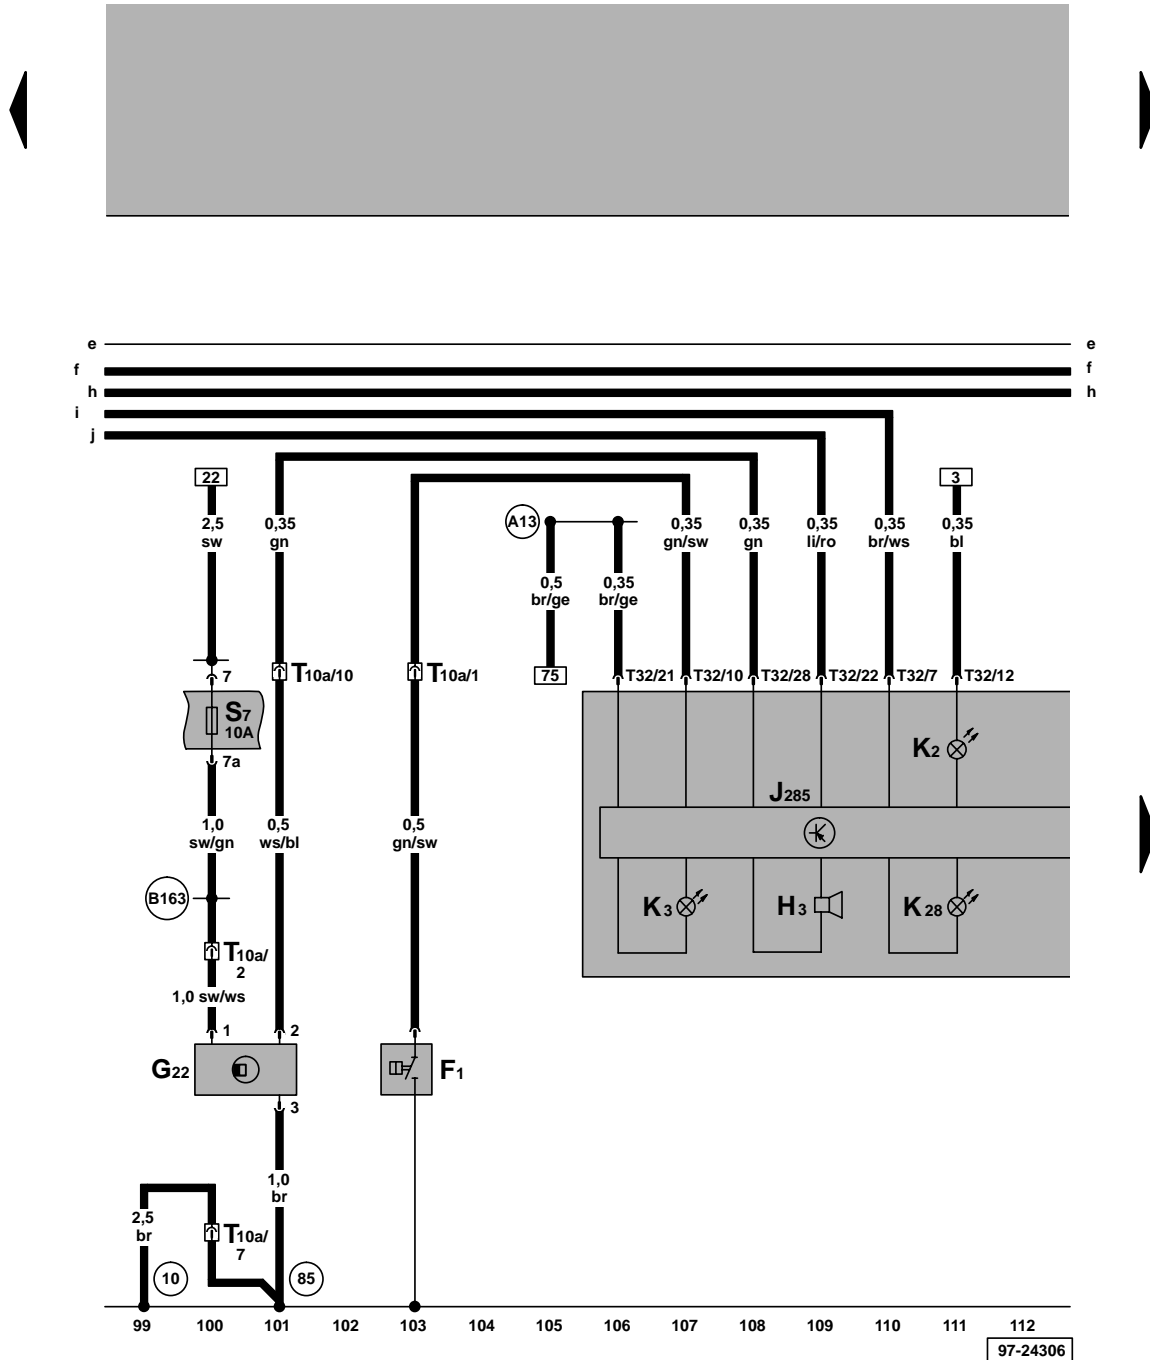 e e
f f
h h
i
j
22 3
A13
2,5 0,35 0,35 0,35 0,35 0,35 0,35
sw gn gn/sw gn li/ro br/ws bl
0,5 0,35
br/ge br/ge
7 T10a/10 T10a/1 75 T32/21 T32/10 T32/28 T32/22 T32/7 T32/12
S7
10A
K2
7a
J285
1,0 0,5 0,5
sw/gn ws/bl gn/sw
B163 K3 H3 K28
T10a/
2
1,0 sw/ws
1 2
G22 F1
3
1,0
br
2,5
br
T10a/
7
10 85
99 100 101 102 103 104 105 106 107 108 109 110 111 112
97-24306